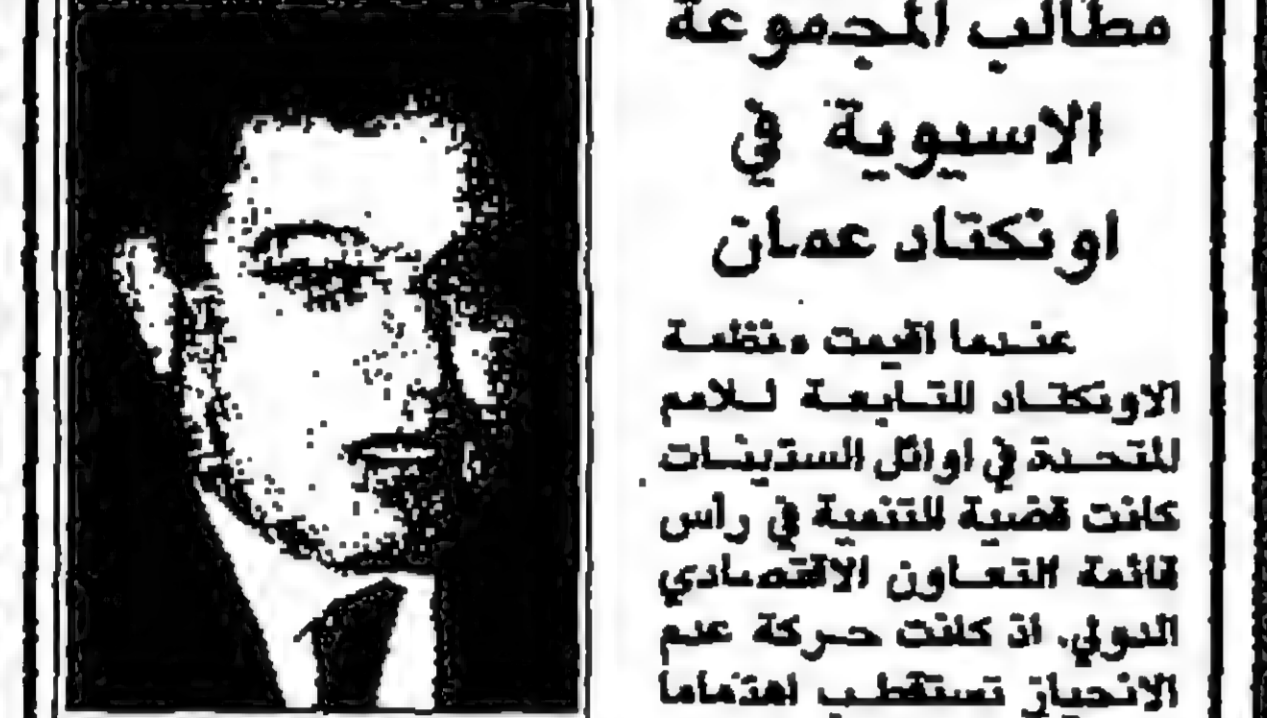 مطالب المجموعة
الاسيوية في
اونكتاد عمان
عندما اقيمت منظمة
الاونكتاد التابعة للامم
المتحدة في اوائل الستينات
كانت قضية التنمية في راس
قائمة التعاون الاقتصادي
الدولي. اذ كانت حركة عدم
الانحياز تستقطب اهتماما